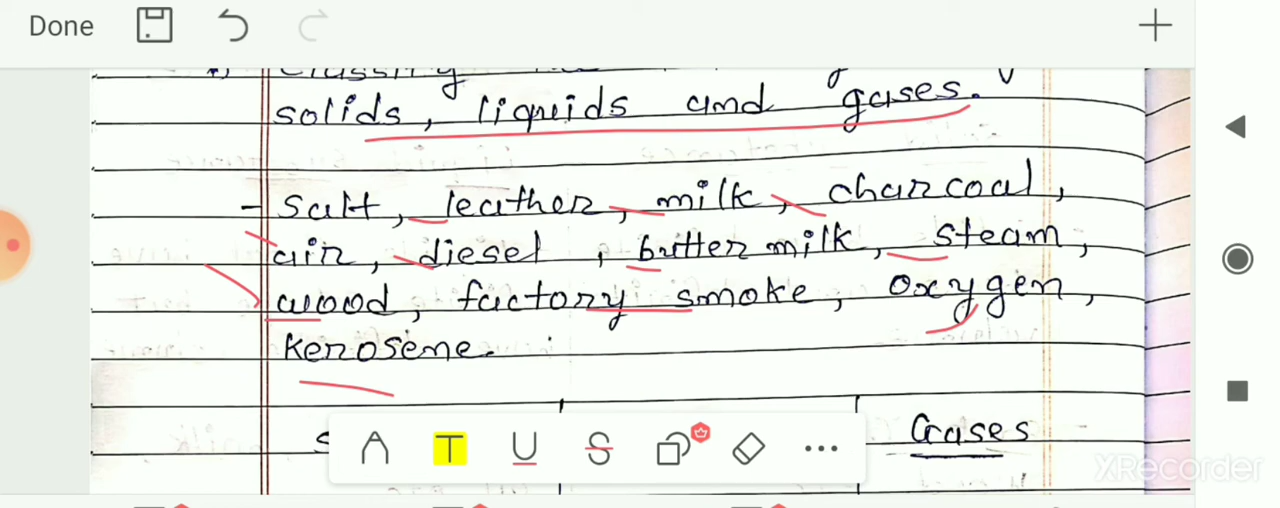 Done
solids, liquids and gases.
- Salt, leather, milk, charcoal,
air, diesel, butter milk, steam,
wood, factory smoke, oxygen,
kerosene.
A T U S
Gases
XRecorder